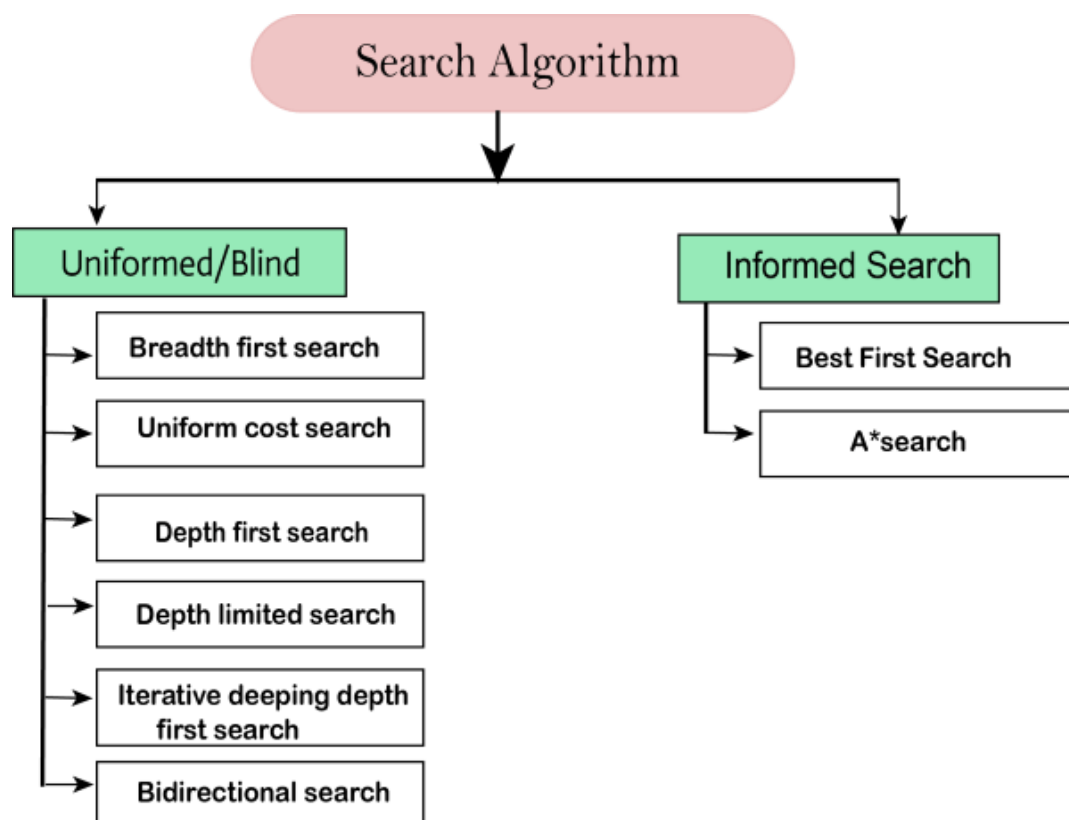 Search Algorithm
Uniformed/Blind
Breadth first search
Uniform cost search
Depth first search
Depth limited search
Iterative deeping depth
first search
Bidirectional search
Informed Search
Best First Search
A*search